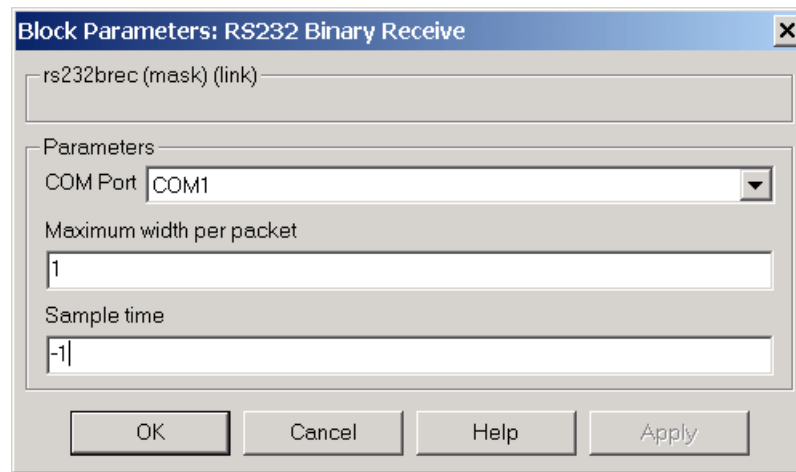 Block Parameters: RS232 Binary Receive
rs232brec (mask) (link)
Parameters
COM Port COM1
Maximum width per packet
1
Sample time
-1
OK Cancel Help Apply